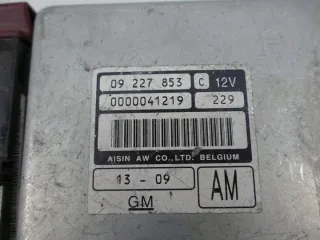 09 227 853 C 12V
0000041219 229
AISIN AW CO.,LTD. BELGIUM
13 - 09 AM
GM